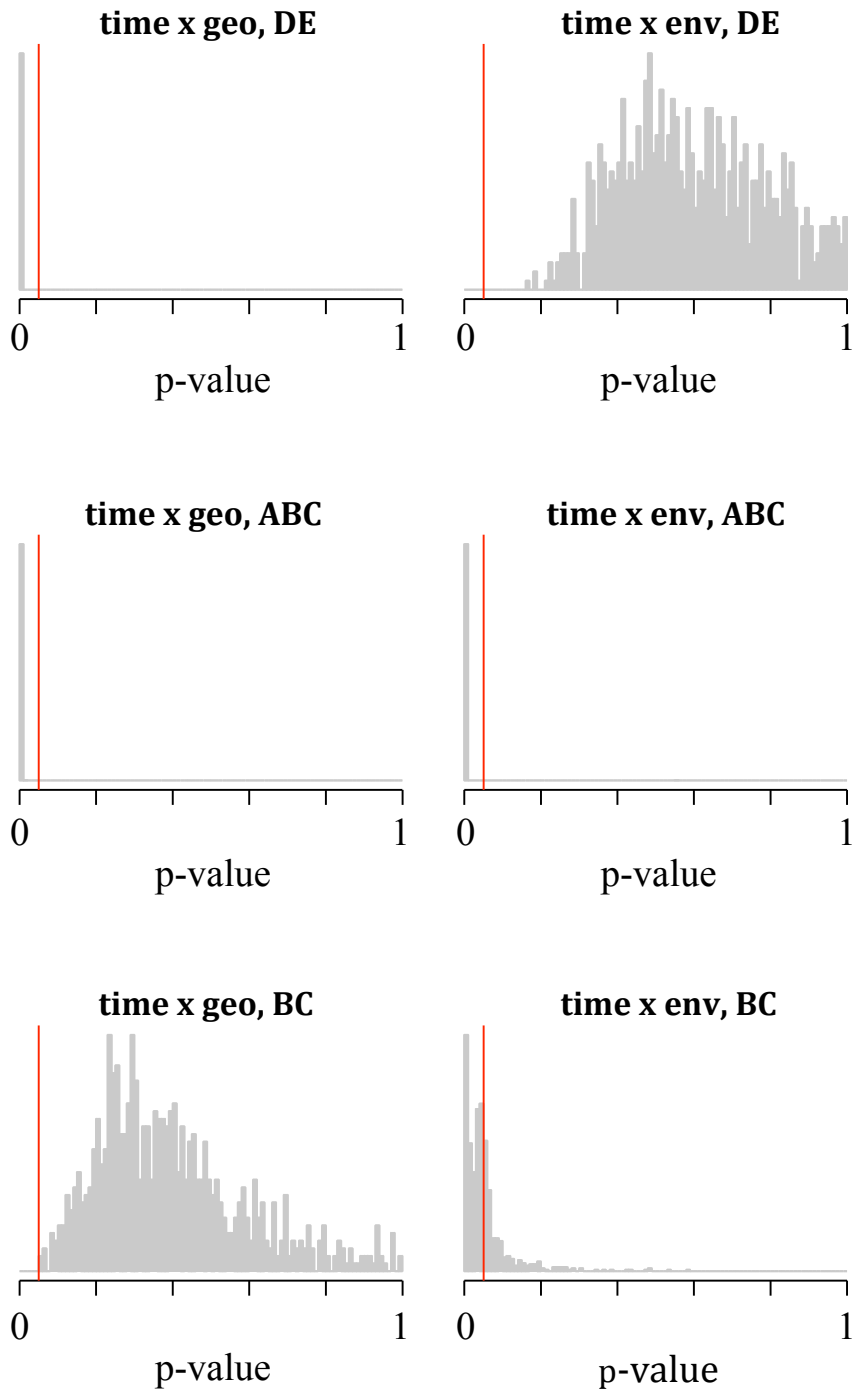 time x geo, DE
time x env, DE
0 1
0 1
p-value
p-value
time x geo, ABC
time x env, ABC
0 1
0 1
p-value
p-value
time x geo, BC
time x env, BC
0 1
0 1
p-value
p-value